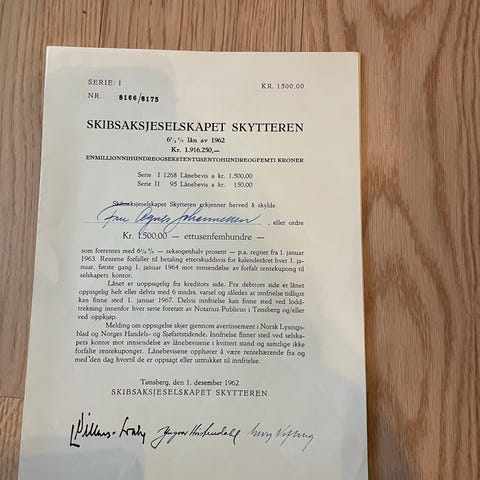 SERIE: I KR. 1500,00
NR. 8166/8175
SKIBSAKSJESELSKAPET SKYTTEREN
6¹/₂ % lån av 1962
Kr. 1.916.250,—
ENMILLIONNIHUNDREOGSEKSTENTUSENTOHUNDREOGFEMTI KRONER
Serie I 1268 Lånebevis a kr. 1.500,00
Serie II 95 Lånebevis a kr. 150,00
Skibsaksjeselskapet Skytteren erkjenner herved å skylde
Fru Agnes Johannessen , eller ordre
Kr. 1.500,00 — ettusenfemhundre —
som forrentes med 6¹/₂ % — seksogenhalv prosent — p.a. regnet fra 1. januar
1963. Rentene forfaller til betaling etterskuddsvis for kalenderåret hver 1. ja-
nuar, første gang 1. januar 1964 mot innsendelse av forfalt rentekupong til
selskapets kontor.
Lånet er uoppsigelig fra kreditors side. Fra debitors side er lånet
oppsigelig helt eller delvis med 6 mndrs. varsel og således at innfrielse tidligst
kan finne sted 1. januar 1967. Delvis innfrielse kan finne sted ved lodd-
trekning innenfor hver serie foretatt av Notarius Publicus i Tønsberg og/eller
ved oppkjøp.
Melding om oppsigelse skjer gjennom avertissement i Norsk Lysings-
blad og Norges Handels- og Sjøfartstidende. Innfrielse finner sted ved selska-
pets kontor mot innsendelse av lånebevisene i kvittert stand og samtlige ikke
forfalte rentekuponger. Lånebevisene opphører å være rentebærende fra og
med den dag hvortil de er oppsagt eller uttrukket til innfrielse.
Tønsberg, den 1. desember 1962
SKIBSAKSJESELSKAPET SKYTTEREN